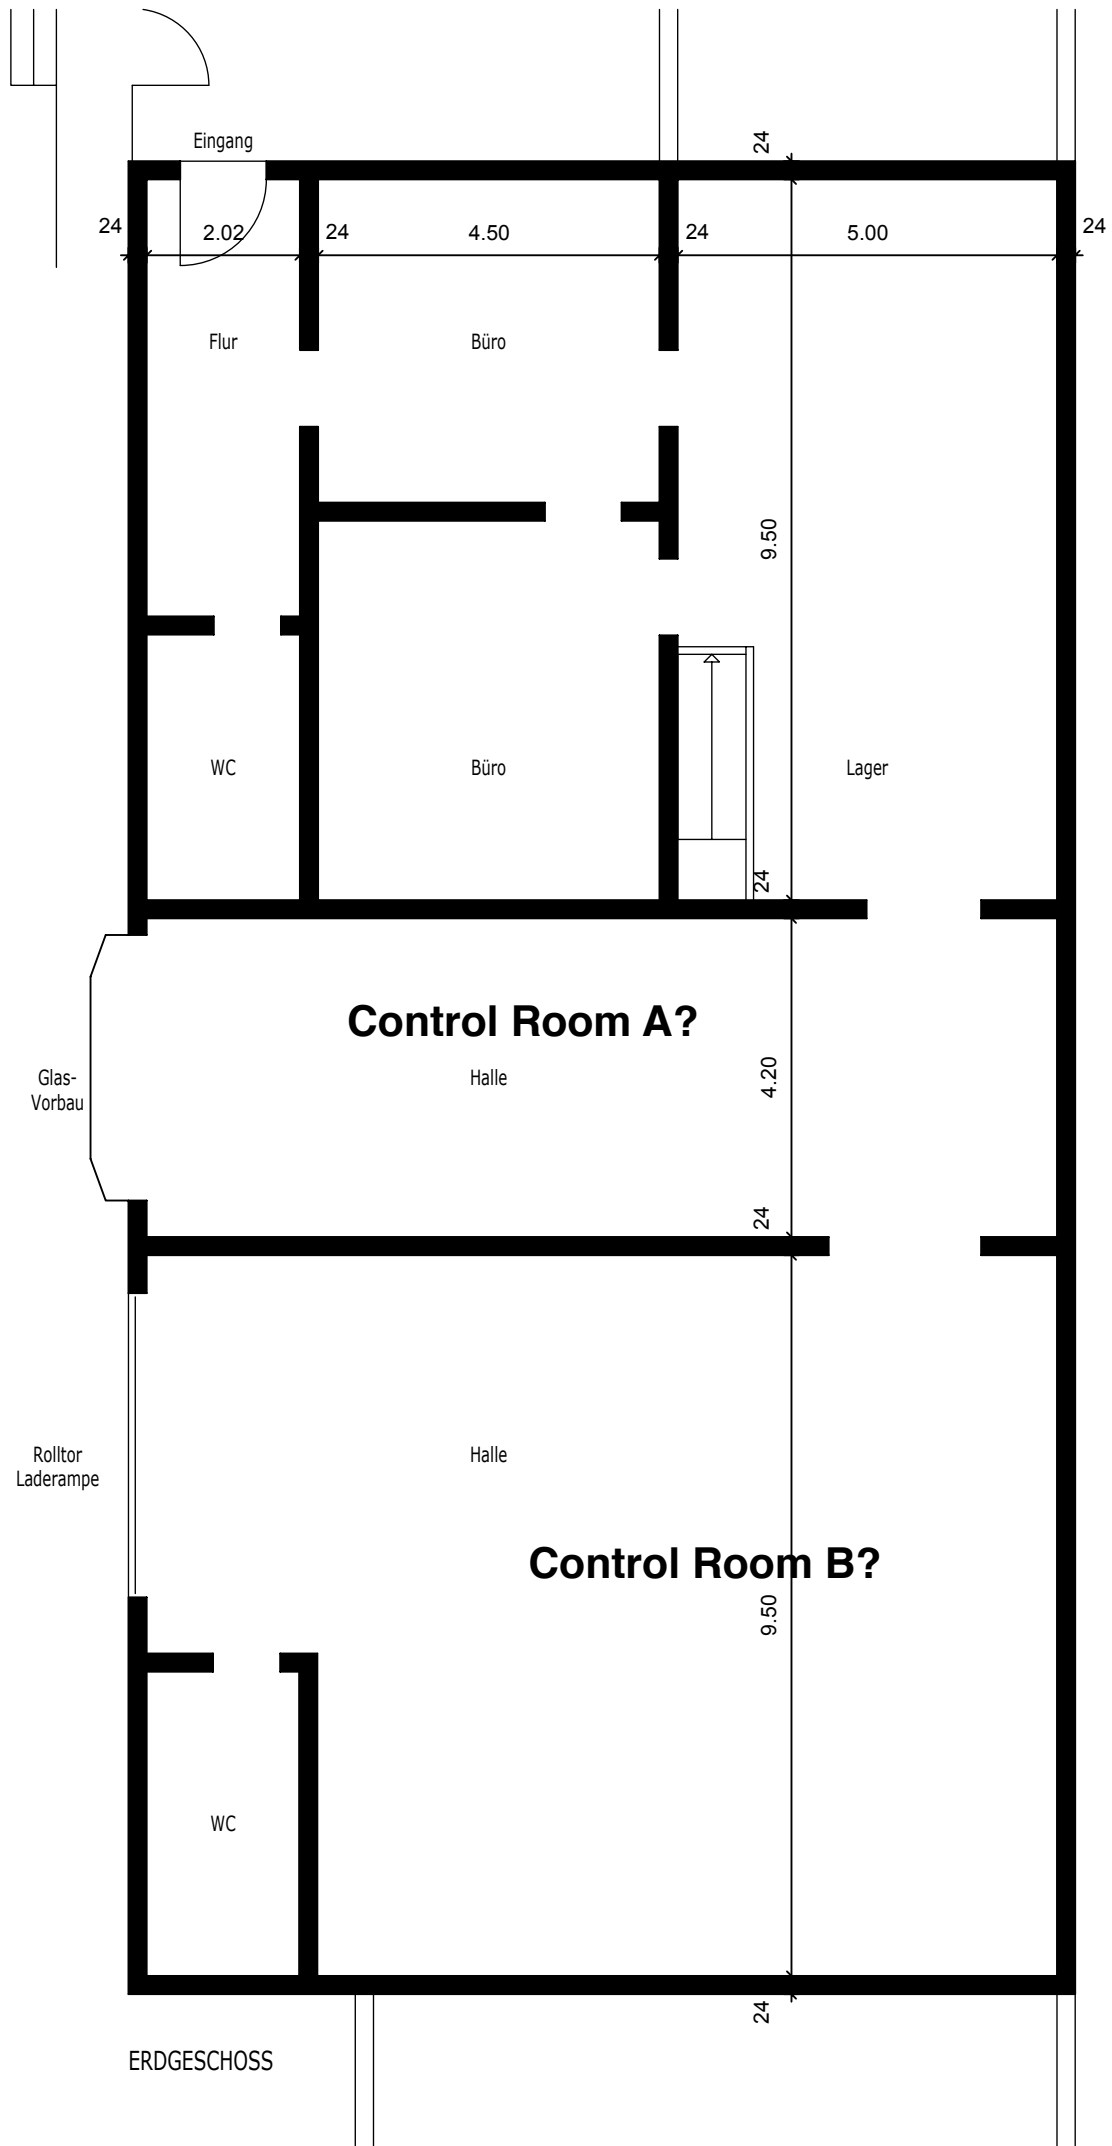 Eingang
24
24
2.02
24
4.50
24
5.00
24
Flur
Büro
9.50
WC
Büro
Lager
24
Control Room A?
Glas-
Vorbau
Halle
4.20
24
Rolltor
Laderampe
Halle
Control Room B?
9.50
WC
24
ERDGESCHOSS